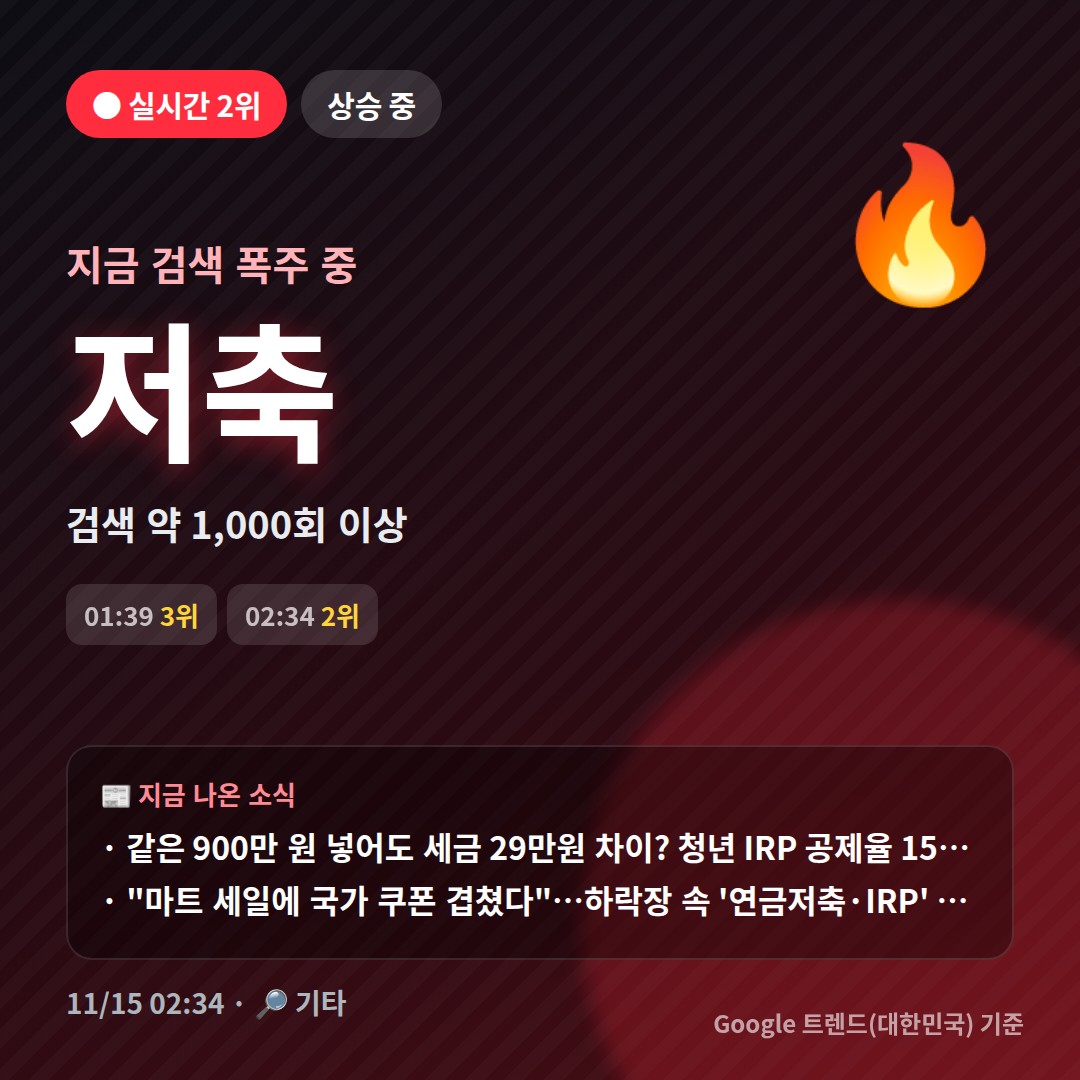 실시간 2위
상승 중
지금 검색 폭주 중
저축
검색 약 1,000회 이상
01:39 3위
02:34 2위
지금 나온 소식
· 같은 900만 원 넣어도 세금 29만원 차이? 청년 IRP 공제율 15…
· "마트 세일에 국가 쿠폰 겹쳤다"…하락장 속 '연금저축·IRP' …
11/15 02:34 · 🔎 기타
Google 트렌드(대한민국) 기준